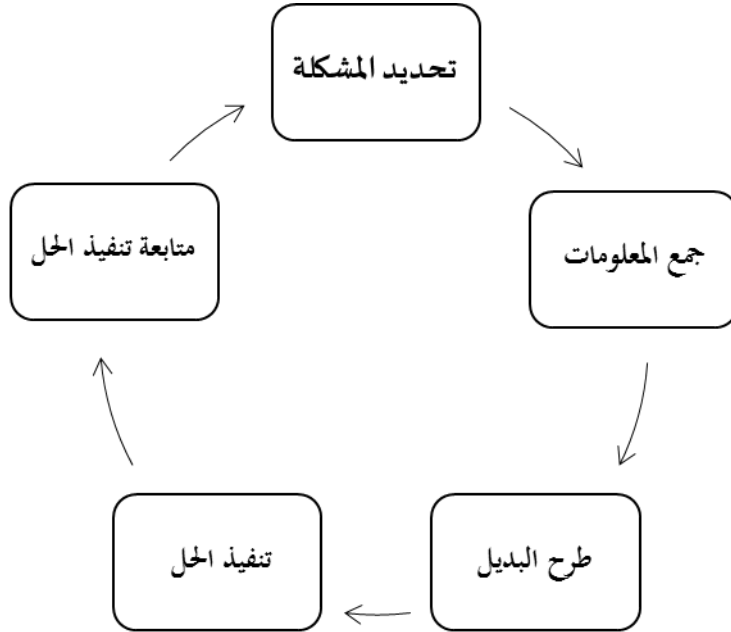 تحديد المشكلة
جمع المعلومات
طرح البديل
تنفيذ الحل
متابعة تنفيذ الحل